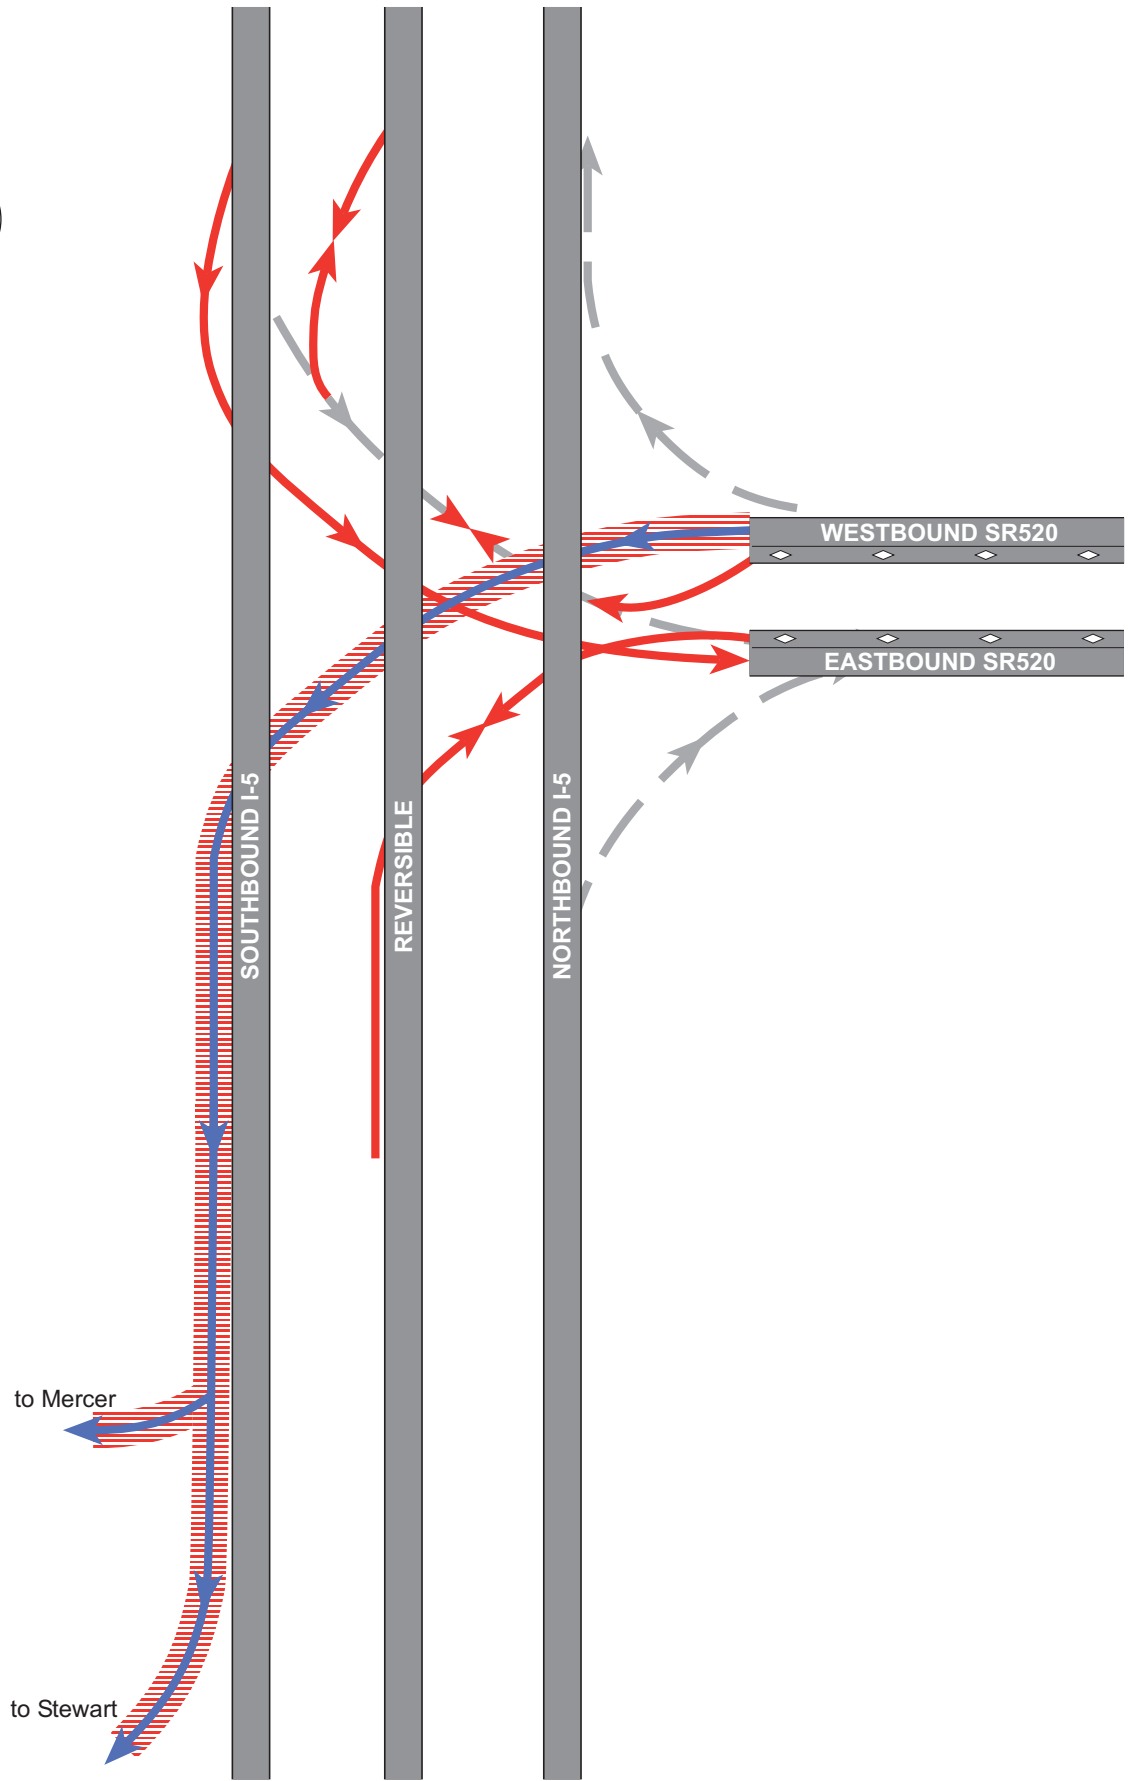 WESTBOUND SR520
EASTBOUND SR520
SOUTHBOUND I-5
REVERSIBLE
NORTHBOUND I-5
to Mercer
to Stewart